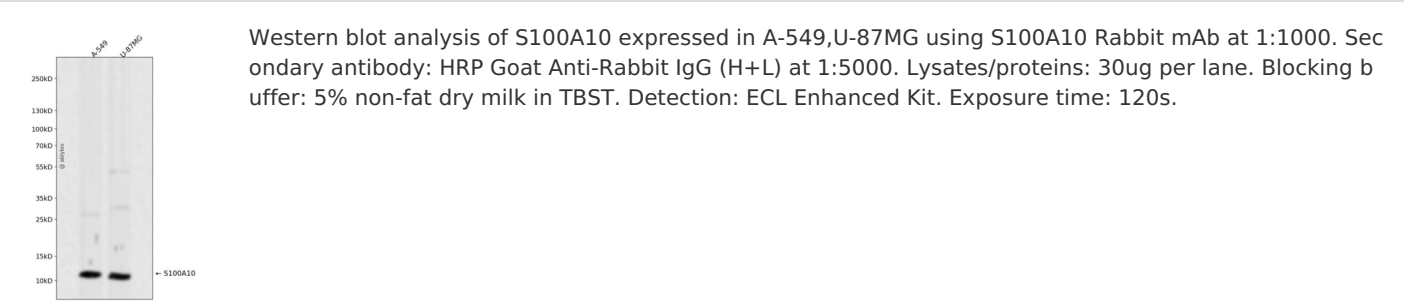 A-549 U-87MG
Western blot analysis of S100A10 expressed in A-549,U-87MG using S100A10 Rabbit mAb at 1:1000. Sec
ondary antibody: HRP Goat Anti-Rabbit IgG (H+L) at 1:5000. Lysates/proteins: 30ug per lane. Blocking b
uffer: 5% non-fat dry milk in TBST. Detection: ECL Enhanced Kit. Exposure time: 120s.
250kD
130kD
100kD
70kD
55kD
35kD
25kD
15kD
10kD
← S100A10